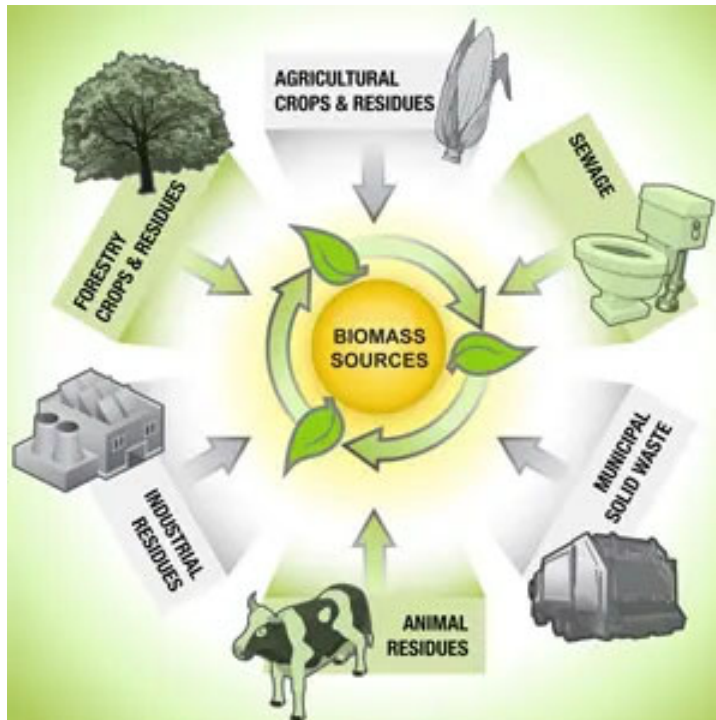 AGRICULTURAL
CROPS & RESIDUES
SEWAGE
FORESTRY
CROPS & RESIDUES
BIOMASS
SOURCES
MUNICIPAL
SOLID WASTE
INDUSTRIAL
RESIDUES
ANIMAL
RESIDUES